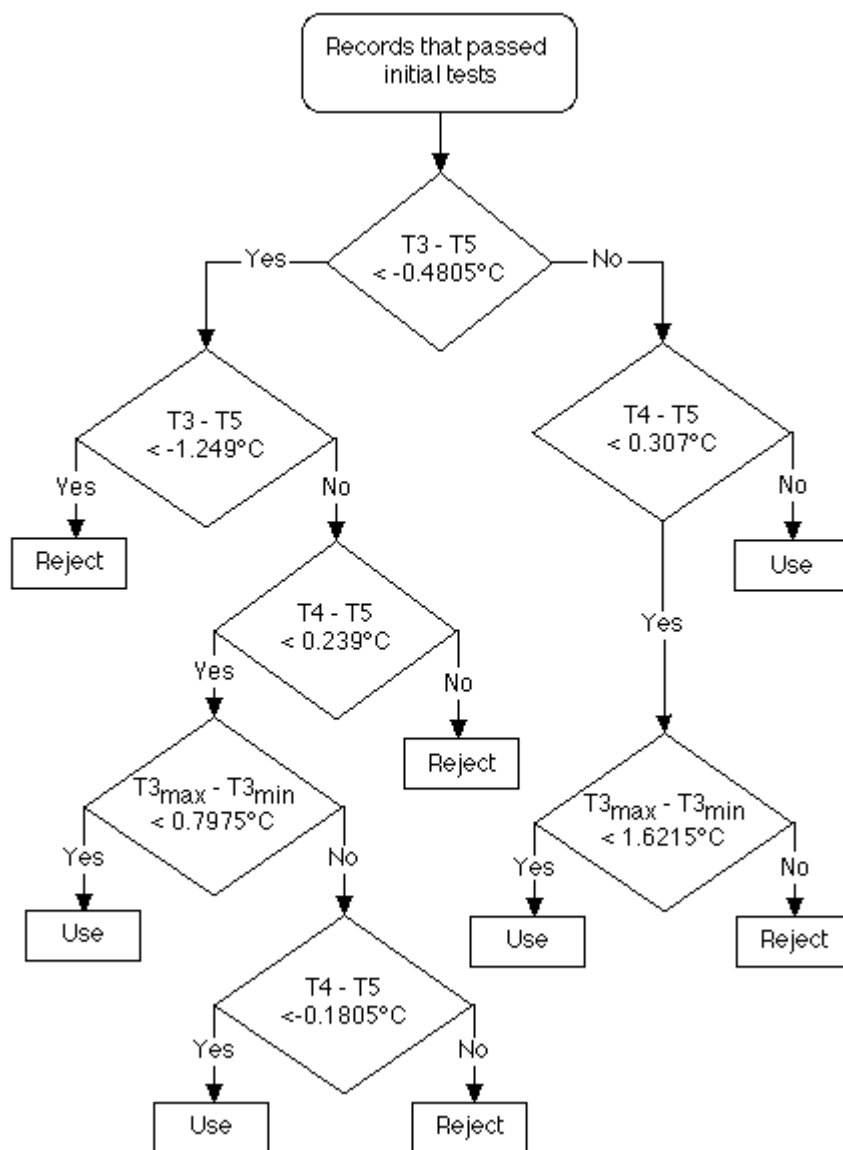 Records that passed
initial tests
T3 - T5
< -0.4805°C
Yes
No
T3 - T5
< -1.249°C
T4 - T5
< 0.307°C
Yes
No
No
Reject
Use
T4 - T5
< 0.239°C
Yes
Yes
No
Reject
T3max - T3min
< 0.7975°C
T3max - T3min
< 1.6215°C
Yes
No
Yes
No
Use
Use
Reject
T4 - T5
<-0.1805°C
Yes
No
Use
Reject